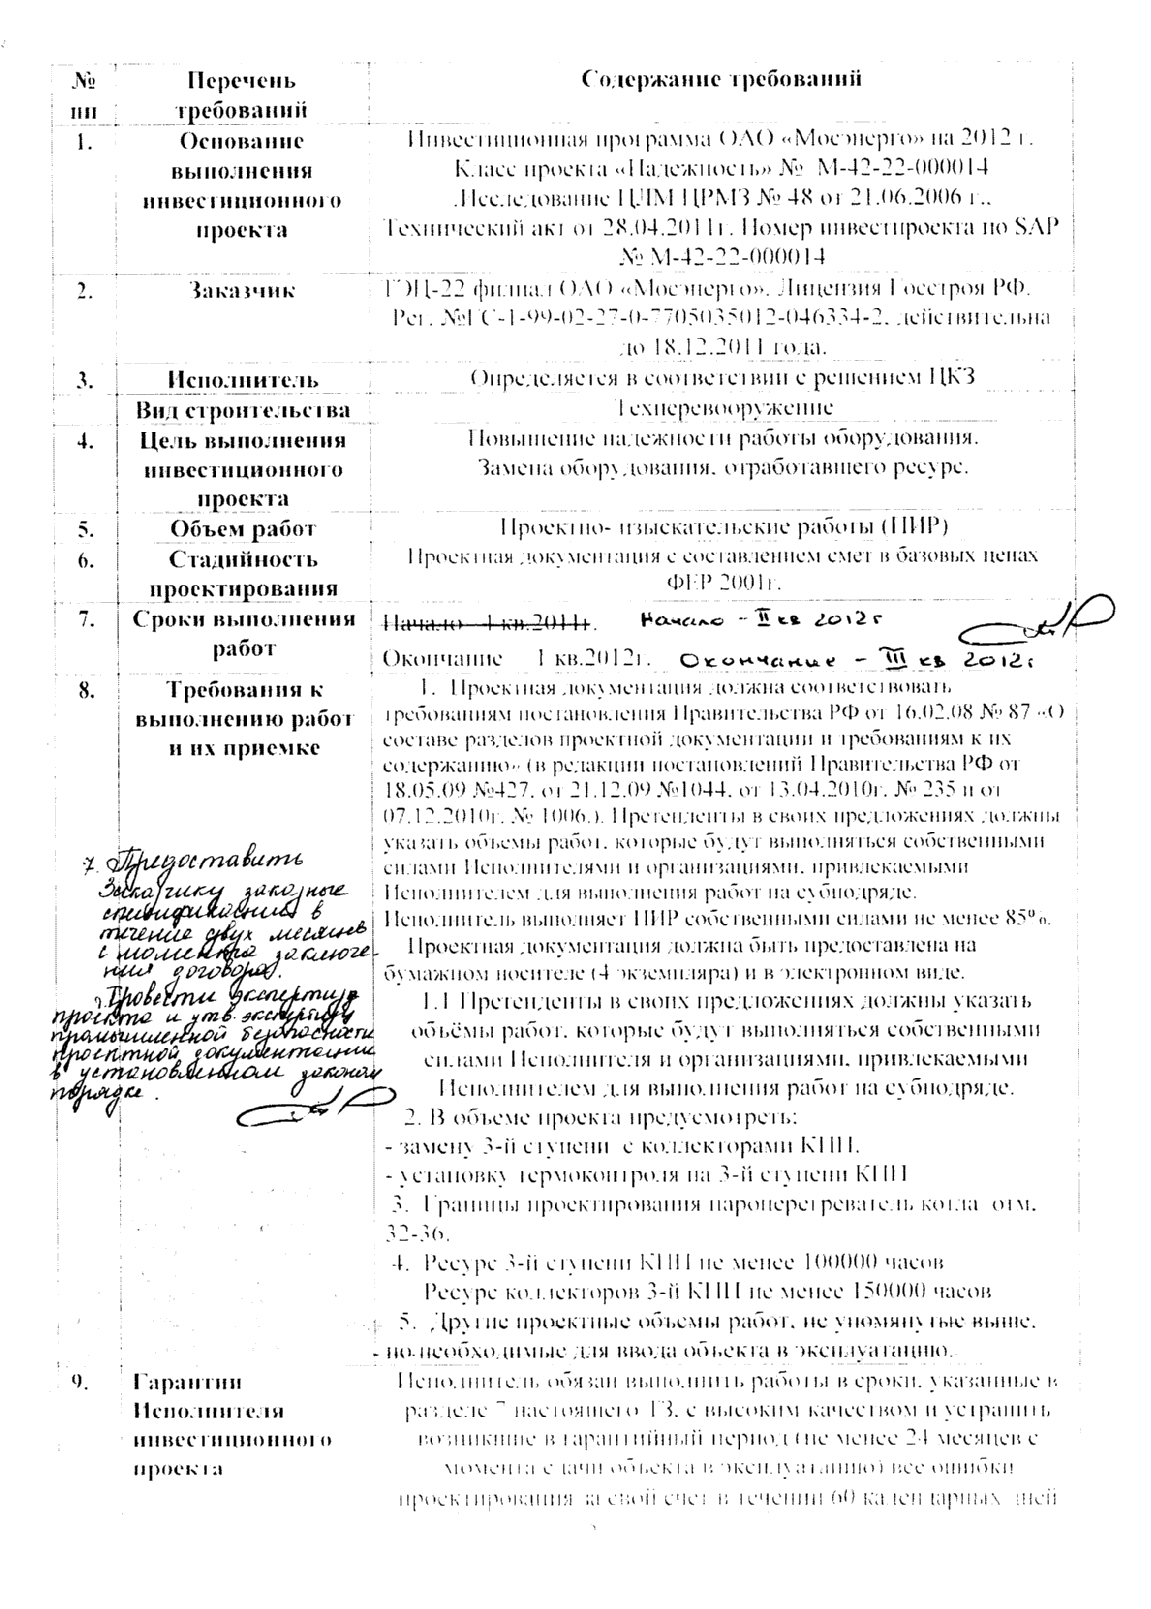 № пп
Перечень требований
Содержание требований
1.
Основание
выполнения
инвестиционного
проекта
Инвестиционная программа ОАО «Мосэнерго» на 2012 г.
Класс проекта «Надежность» № М-42-22-000014
.Исследование ЦЛМ ЦРМЗ № 48 от 21.06.2006 г..
Технический акт от 28.04.2011г. Номер инвестпроекта по SAP
№ М-42-22-000014
2.
Заказчик
ТЭЦ-22 филиал ОАО «Мосэнерго». Лицензия Госстроя РФ.
Рег. №ГС-1-99-02-27-0-7705035012-046334-2. действительна
до 18.12.2011 года.
3.
Исполнитель
Определяется в соответствии с решением ЦКЗ
Вид строительства
Техперевооружение
4.
Цель выполнения
инвестиционного
проекта
Повышение надежности работы оборудования.
Замена оборудования, отработавшего ресурс.
5.
Объем работ
Проектно- изыскательские работы (ПИР)
6.
Стадийность
проектирования
Проектная документация с составлением смет в базовых ценах
ФЕР 2001г.
7.
Сроки выполнения
работ
Начало 4 кв.2011г. Начало - II кв 2012г
Окончание 1 кв.2012г. Окончание - III кв 2012г
8.
Требования к
выполнению работ
и их приемке
1. Проектная документация должна соответствовать
требованиям постановления Правительства РФ от 16.02.08 № 87 «О
составе разделов проектной документации и требованиям к их
содержанию» (в редакции постановлений Правительства РФ от
18.05.09 №427, от 21.12.09 №1044, от 13.04.2010г. № 235 и от
07.12.2010г. № 1006.). Претенденты в своих предложениях должны
указать объемы работ, которые будут выполняться собственными
силами Исполнителями и организациями, привлекаемыми
Исполнителем для выполнения работ на субподряде.
Исполнитель выполняет ПИР собственными силами не менее 85%.
Проектная документация должна быть предоставлена на
бумажном носителе (4 экземпляра) и в электронном виде.
1.1 Претенденты в своих предложениях должны указать
объёмы работ, которые будут выполняться собственными
силами Исполнителя и организациями, привлекаемыми
Исполнителем для выполнения работ на субподряде.
2. В объеме проекта предусмотреть:
- замену 3-й ступени с коллекторами КПП.
- установку термоконтроля на 3-й ступени КПП
3. Границы проектирования пароперегреватель котла отм.
32-36.
4. Ресурс 3-й ступени КПП не менее 100000 часов
Ресурс коллекторов 3-й КПП не менее 150000 часов
5. Другие проектные объемы работ, не упомянутые выше,
- но необходимые для ввода объекта в эксплуатацию.
Предоставить
Заказчику заказные
спецификации в
течение двух месяцев
с момента заключе-
ния договора.
Провести экспертизу
проекта и утв. экспертизу
промышленной безопасности
проектной документации
в установленном законом
порядке.
9.
Гарантии
Исполнителя
инвестиционного
проекта
Исполнитель обязан выполнить работы в сроки, указанные в
разделе 7 настоящего ТЗ, с высоким качеством и устранить
возникшие в гарантийный период (не менее 24 месяцев с
момента сдачи объекта в эксплуатацию) все ошибки
проектирования за свой счет в течении 60 календарных дней